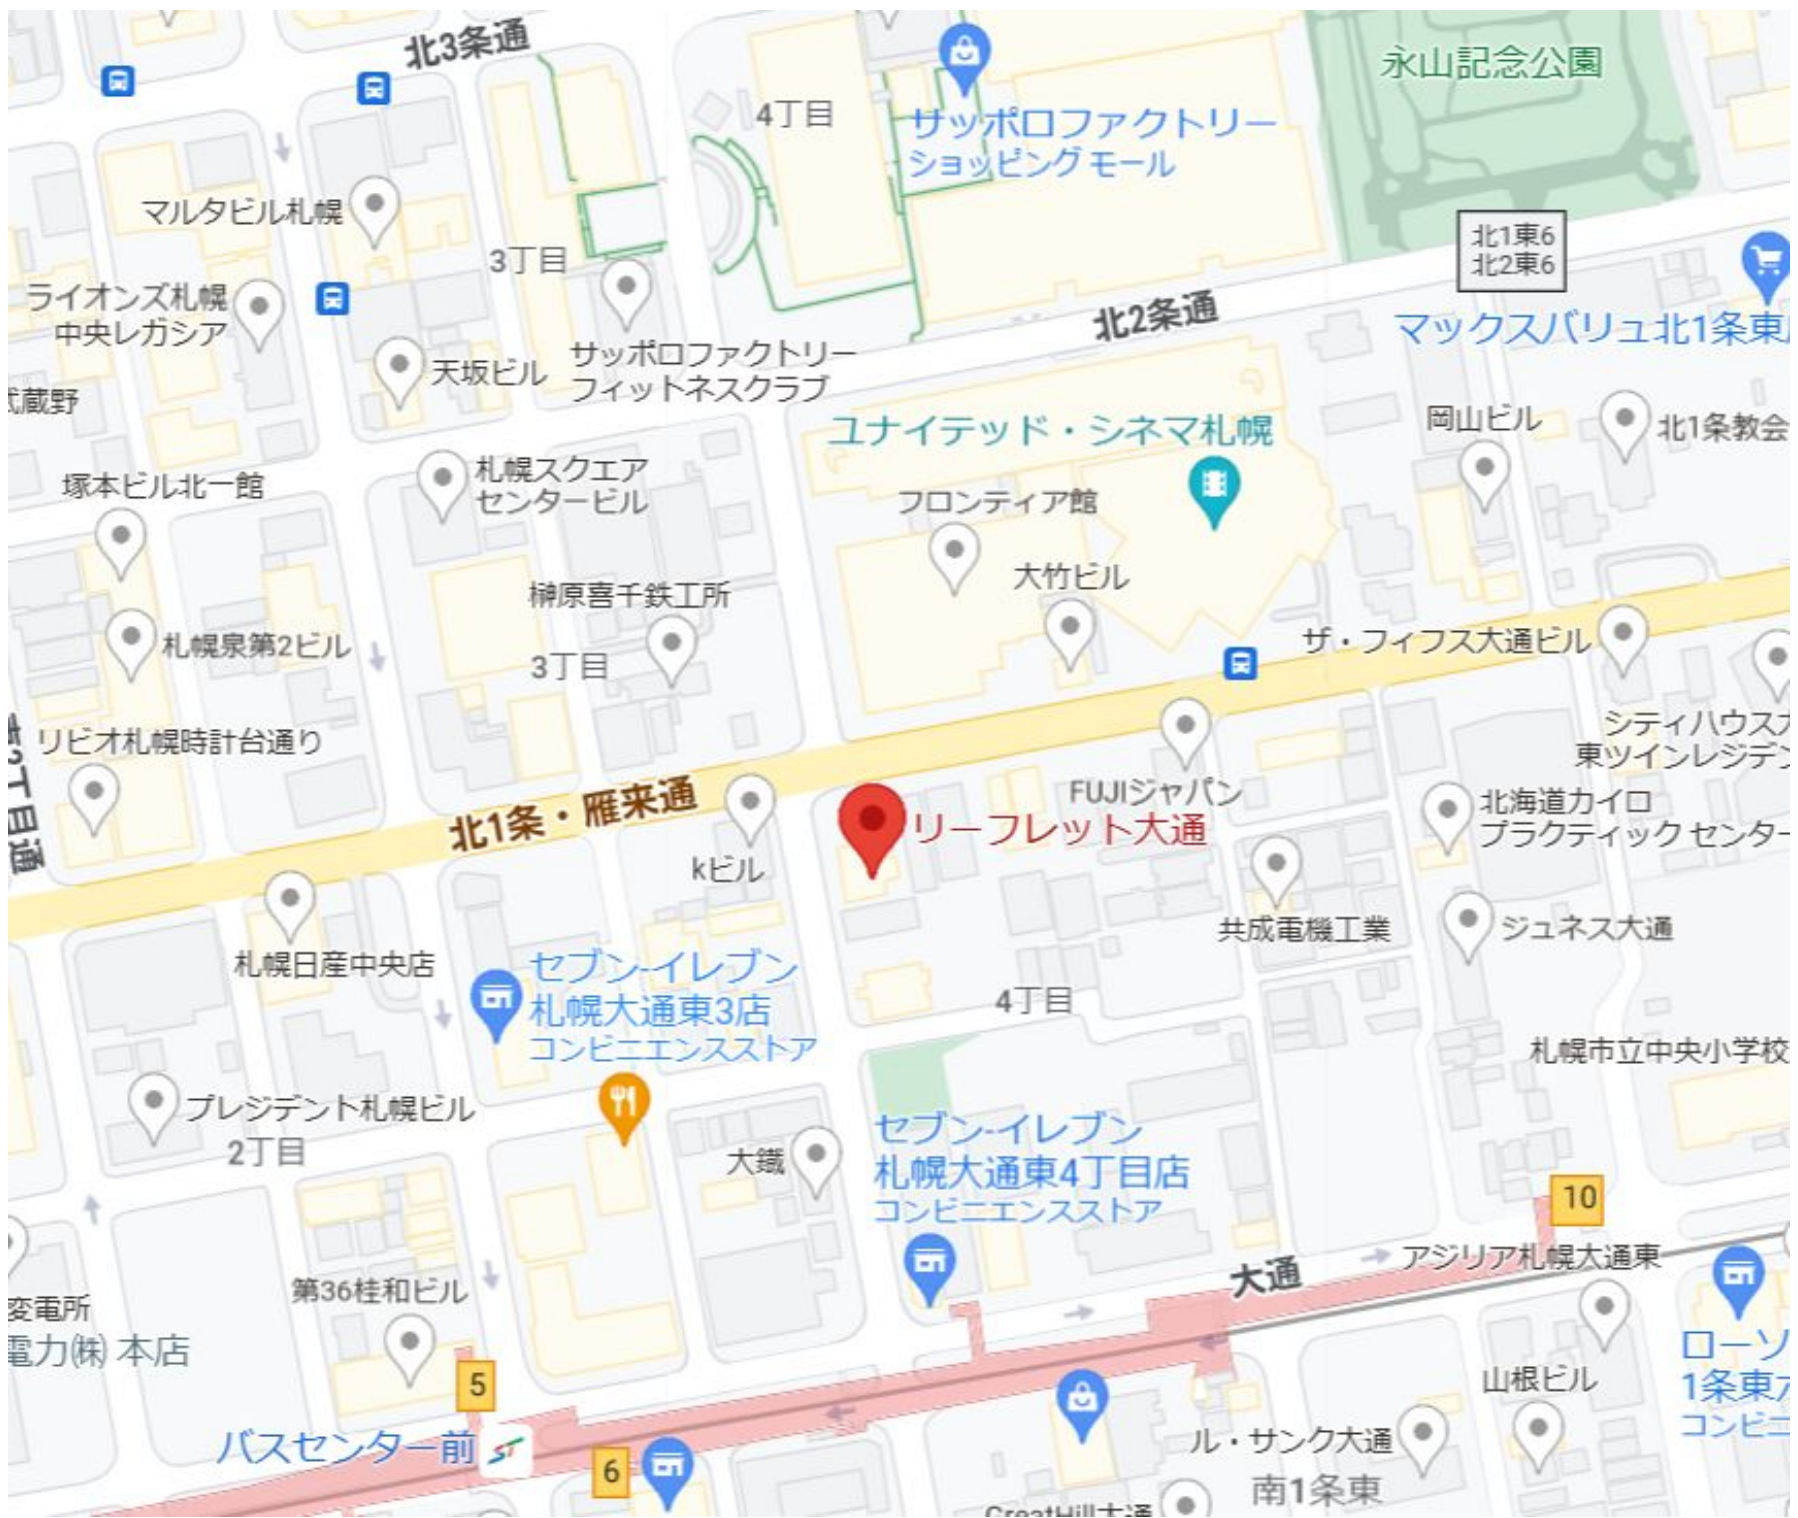 北3条通
永山記念公園
4丁目
サッポロファクトリー
ショッピング モール
マルタビル札幌
3丁目
北1東6
北2東6
ライオンズ札幌
中央レガシア
北2条通
マックスバリュ北1条東
サッポロファクトリー
フィットネスクラブ
天坂ビル
蔵野
ユナイテッド・シネマ札幌
岡山ビル
北1条教会
札幌スクエア
センタービル
塚本ビル北一館
フロンティア館
大竹ビル
榊原喜千鉄工所
札幌泉第2ビル
3丁目
ザ・フィフス大通ビル
リビオ札幌時計台通り
シティハウス大
東ツインレジデン
丁目通
北1条・雁来通
FUJIジャパン
北海道カイロ
プラクティック センター
リーフレット大通
kビル
共成電機工業
ジュネス大通
札幌日産中央店
セブン-イレブン
札幌大通東3店
コンビニエンスストア
4丁目
札幌市立中央小学校
プレジデント札幌ビル
2丁目
大鐵
セブン-イレブン
札幌大通東4丁目店
コンビニエンスストア
10
アジリア札幌大通東
大通
第36桂和ビル
変電所
電力㈱ 本店
5
ローソ
1条東六
コンビニ
山根ビル
バスセンター前
ST
6
ル・サンク大通
南1条東
GreatHill大通